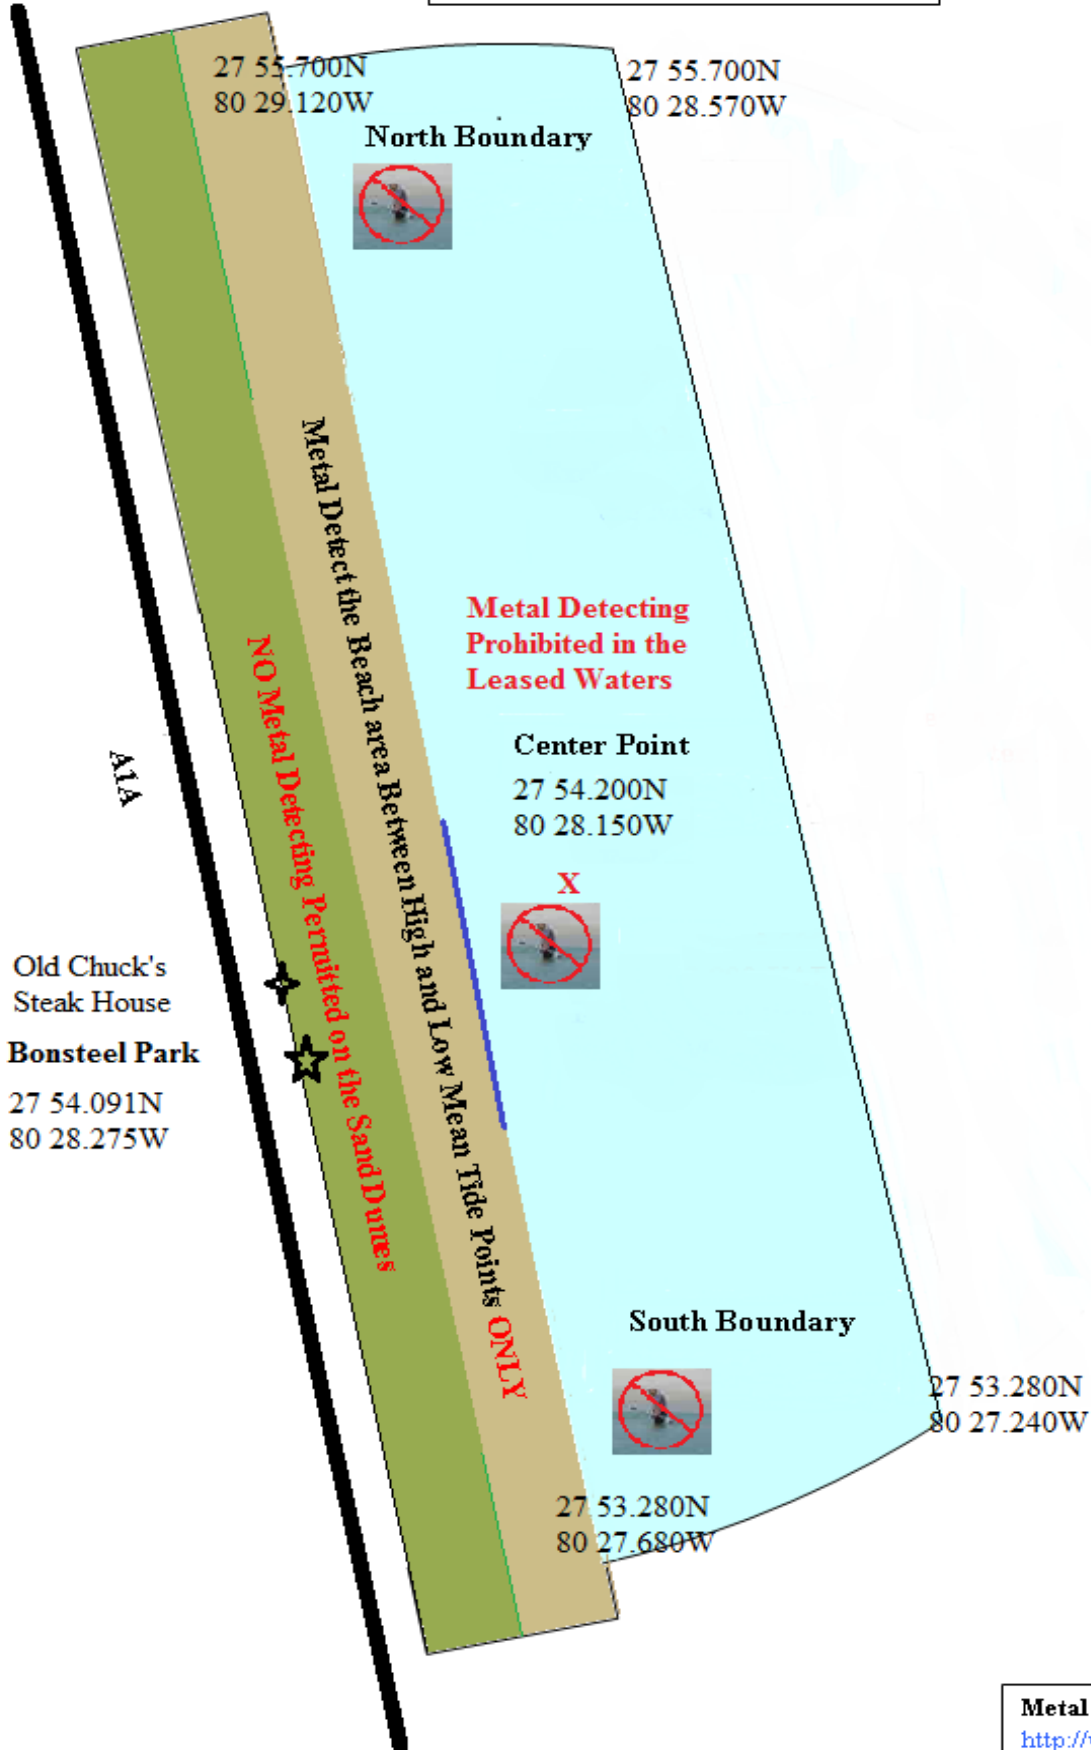 27 55.700N
80 29.120W
27 55.700N
80 28.570W
North Boundary
Metal Detect the Beach area Between High and Low Mean Tide Points ONLY
NO Metal Detecting Permitted on the Sand Dunes
Metal Detecting
Prohibited in the
Leased Waters
A1A
Center Point
27 54.200N
80 28.150W
X
Old Chuck's
Steak House
Bonsteel Park
27 54.091N
80 28.275W
South Boundary
27 53.280N
80 27.240W
27 53.280N
80 27.680W
Metal
http://